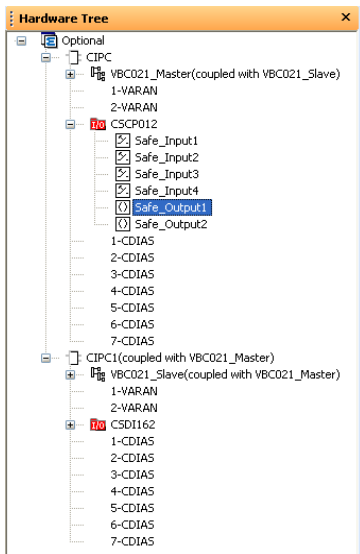 Hardware Tree
Optional
CIPC
VBC021_Master(coupled with VBC021_Slave)
1-VARAN
2-VARAN
I/O CSCP012
Safe_Input1
Safe_Input2
Safe_Input3
Safe_Input4
Safe_Output1
Safe_Output2
1-CDIAS
2-CDIAS
3-CDIAS
4-CDIAS
5-CDIAS
6-CDIAS
7-CDIAS
CIPC1(coupled with VBC021_Master)
VBC021_Slave(coupled with VBC021_Master)
1-VARAN
2-VARAN
I/O CSDI162
1-CDIAS
2-CDIAS
3-CDIAS
4-CDIAS
5-CDIAS
6-CDIAS
7-CDIAS